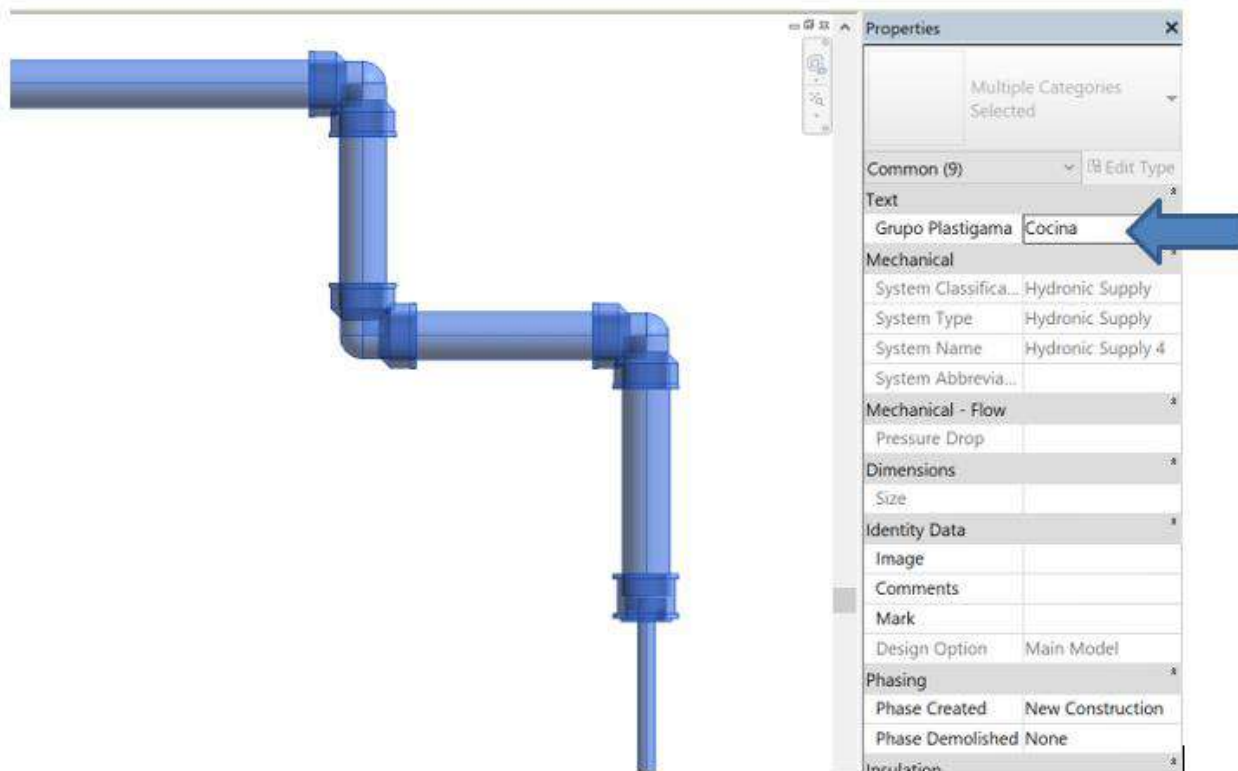 Properties
Multiple Categories
Selected
Common (9) Edit Type
Text
Grupo Plastigama Cocina
Mechanical
System Classifica... Hydronic Supply
System Type Hydronic Supply
System Name Hydronic Supply 4
System Abbrevia...
Mechanical - Flow
Pressure Drop
Dimensions
Size
Identity Data
Image
Comments
Mark
Design Option Main Model
Phasing
Phase Created New Construction
Phase Demolished None
Insulation